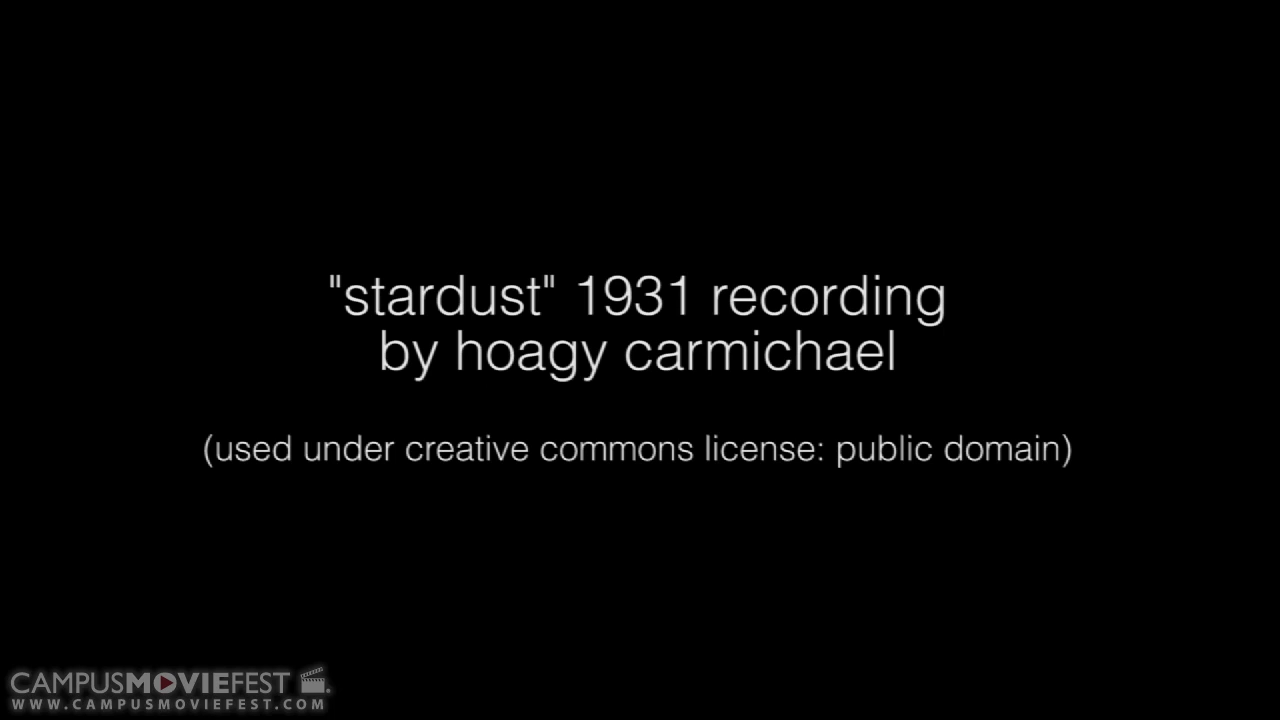 "stardust" 1931 recording
by hoagy carmichael
(used under creative commons license: public domain)
CAMPUSMOVIEFEST
WWW.CAMPUSMOVIEFEST.COM